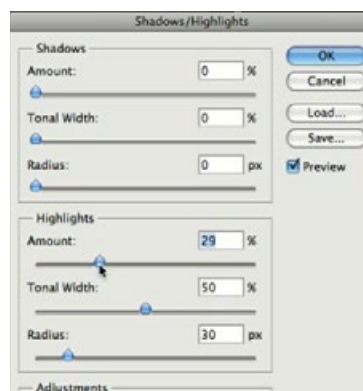 Shadows/Highlights
Shadows
Amount: 0 %
Tonal Width: 0 %
Radius: 0 px
Highlights
Amount: 29 %
Tonal Width: 50 %
Radius: 30 px
Adjustments
OK
Cancel
Load...
Save...
Preview